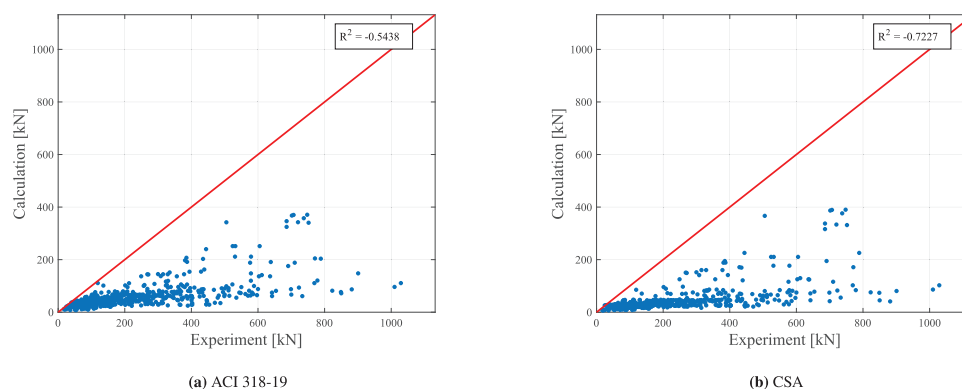 R² = -0.5438
1000
800
600
400
200
0
Calculation [kN]
0 200 400 600 800 1000
Experiment [kN]
(a) ACI 318-19
R² = -0.7227
1000
800
600
400
200
0
Calculation [kN]
0 200 400 600 800 1000
Experiment [kN]
(b) CSA